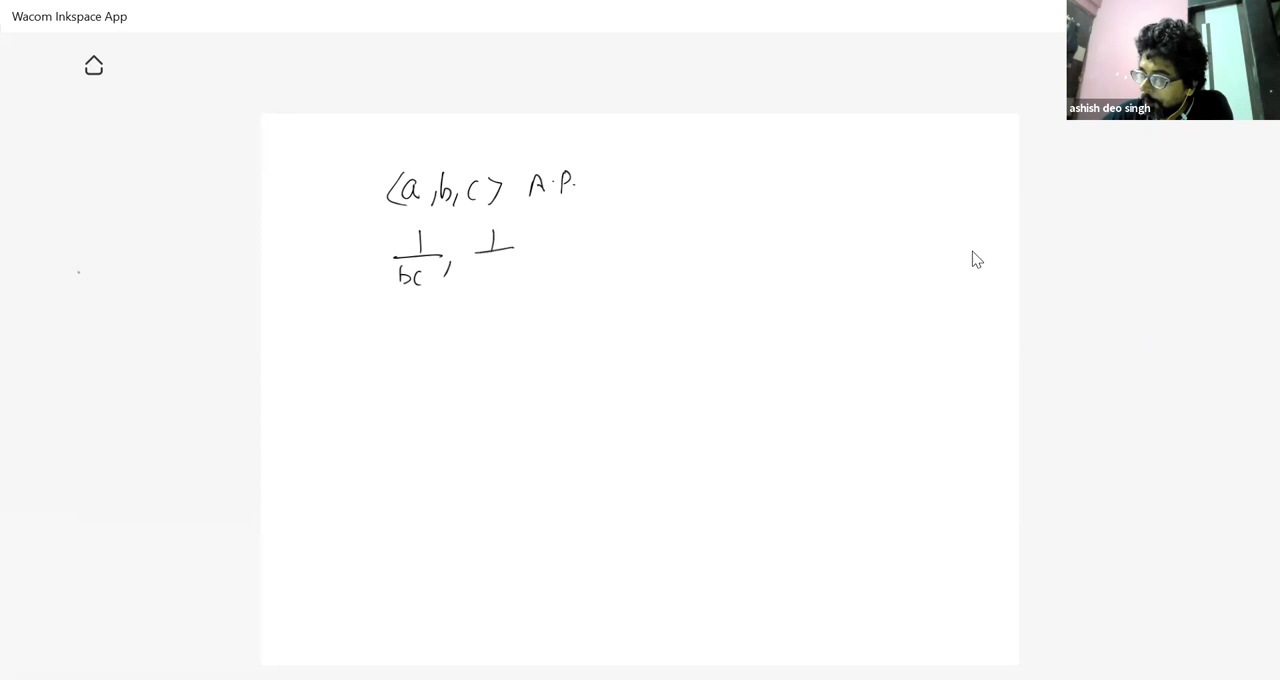 Wacom Inkspace App
ashish deo singh
<a, b, c> A.P.
1/bc, 1/